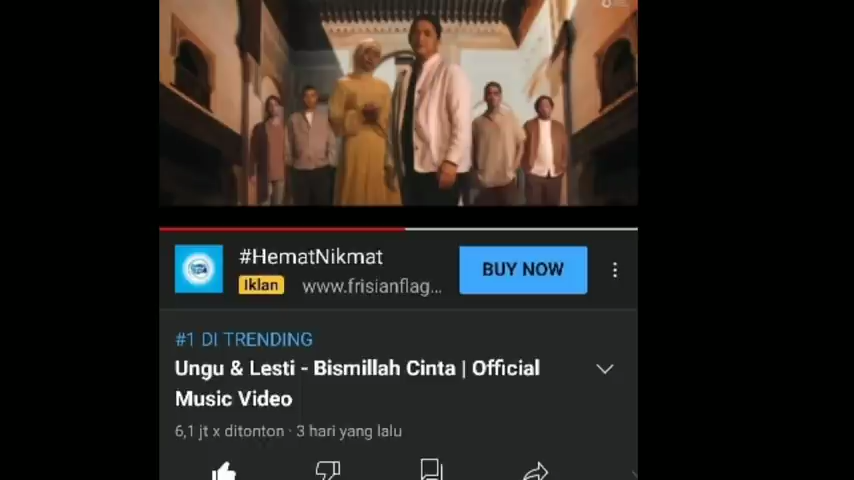 #HematNikmat
BUY NOW
Iklan www.frisianflag...
#1 DI TRENDING
Ungu & Lesti - Bismillah Cinta | Official
Music Video
6,1 jt x ditonton · 3 hari yang lalu